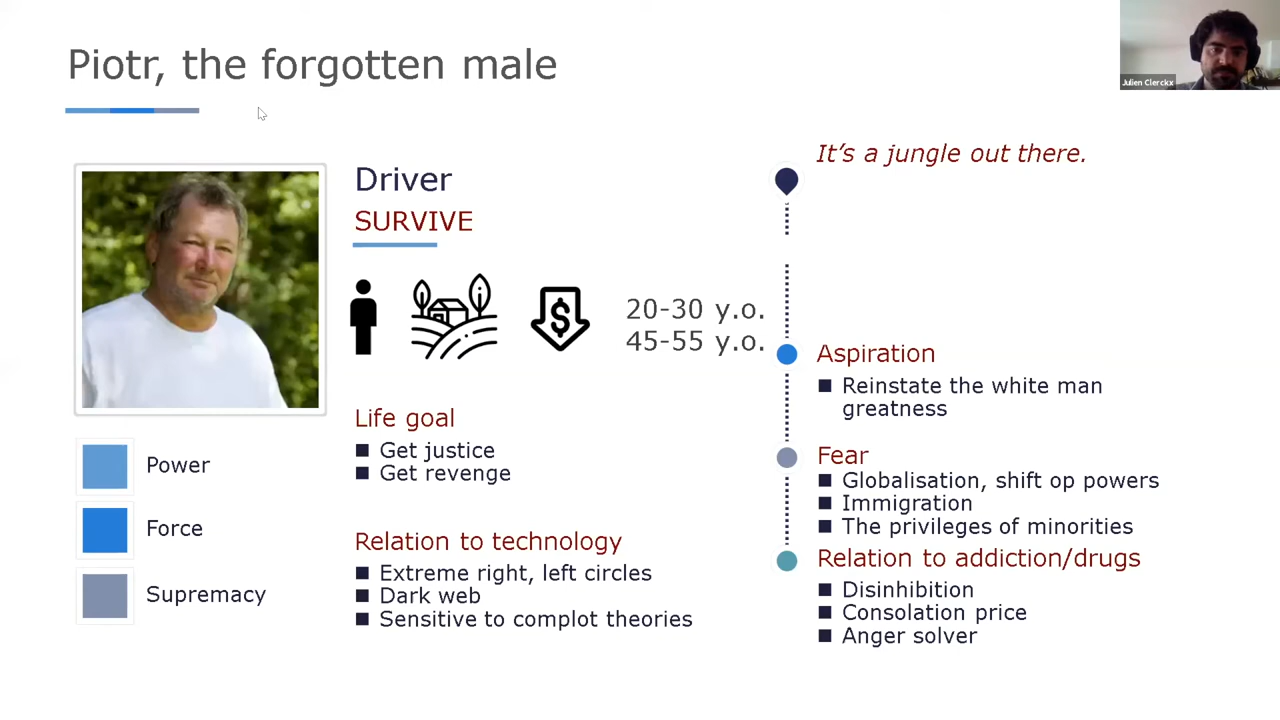 Piotr, the forgotten male
Julien Clerckx
Driver
SURVIVE
20-30 y.o.
45-55 y.o.
Life goal
Get justice
Get revenge
Relation to technology
Extreme right, left circles
Dark web
Sensitive to complot theories
Power
Force
Supremacy
It's a jungle out there.
Aspiration
Reinstate the white man
greatness
Fear
Globalisation, shift op powers
Immigration
The privileges of minorities
Relation to addiction/drugs
Disinhibition
Consolation price
Anger solver